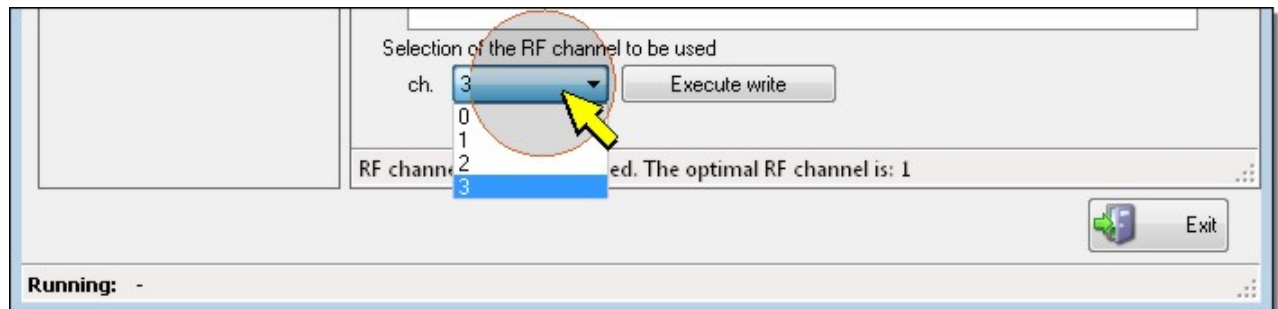 Selection of the RF channel to be used
ch. 3 Execute write
0
1
2
3
RF channe ed. The optimal RF channel is: 1
Exit
Running: -